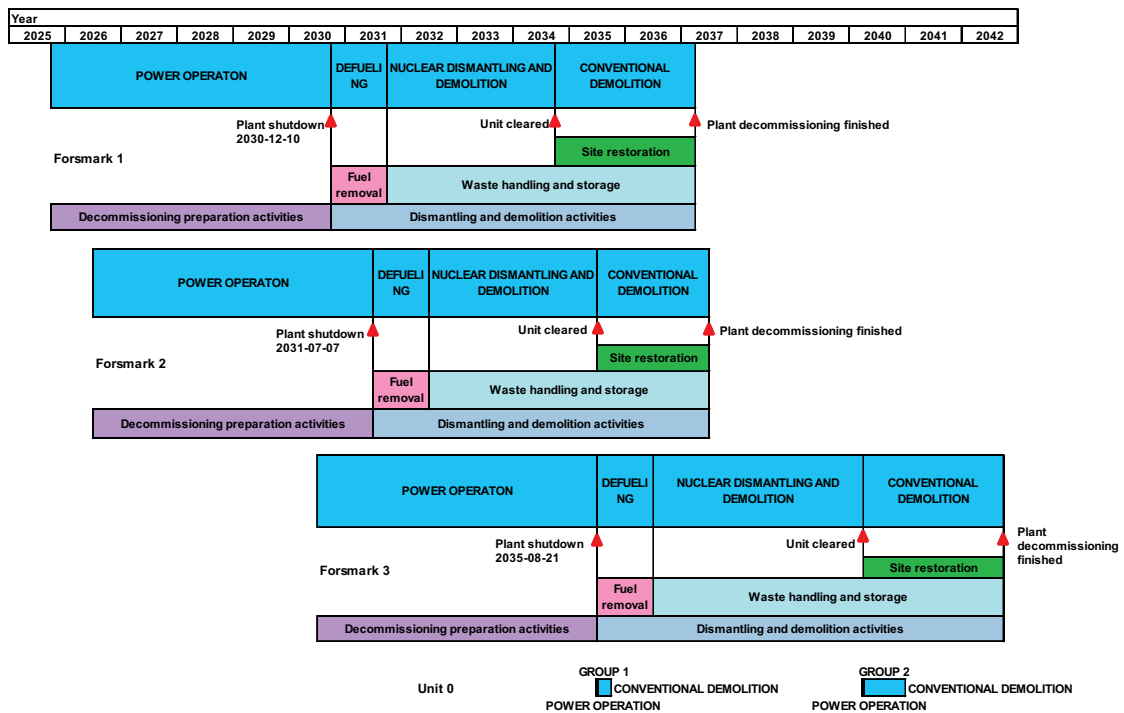 Year
2025 2026 2027 2028 2029 2030 2031 2032 2033 2034 2035 2036 2037 2038 2039 2040 2041 2042
POWER OPERATON
DEFUELI
NG
NUCLEAR DISMANTLING AND
DEMOLITION
CONVENTIONAL
DEMOLITION
Plant shutdown
2030-12-10
Unit cleared
Plant decommissioning finished
Forsmark 1
Site restoration
Fuel
removal
Waste handling and storage
Decommissioning preparation activities
Dismantling and demolition activities
POWER OPERATON
DEFUELI
NG
NUCLEAR DISMANTLING AND
DEMOLITION
CONVENTIONAL
DEMOLITION
Plant shutdown
2031-07-07
Unit cleared
Plant decommissioning finished
Forsmark 2
Site restoration
Fuel
removal
Waste handling and storage
Decommissioning preparation activities
Dismantling and demolition activities
POWER OPERATON
DEFUELI
NG
NUCLEAR DISMANTLING AND
DEMOLITION
CONVENTIONAL
DEMOLITION
Plant shutdown
2035-08-21
Unit cleared
Plant
decommissioning
finished
Forsmark 3
Site restoration
Fuel
removal
Waste handling and storage
Decommissioning preparation activities
Dismantling and demolition activities
Unit 0
GROUP 1
CONVENTIONAL DEMOLITION
POWER OPERATION
GROUP 2
CONVENTIONAL DEMOLITION
POWER OPERATION